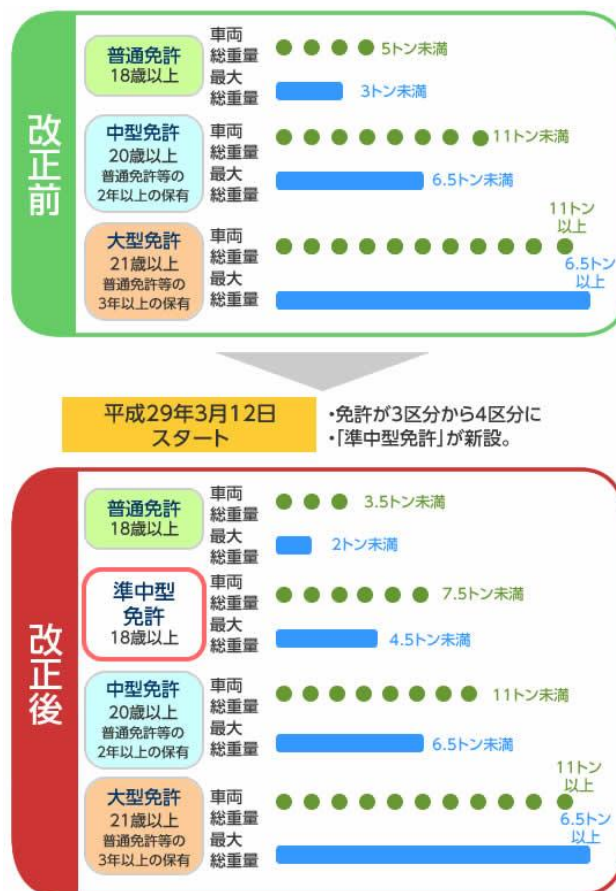 改正前
普通免許
18歳以上
車両
総重量
5トン未満
最大
総重量
3トン未満
中型免許
20歳以上
普通免許等の
2年以上の保有
車両
総重量
11トン未満
最大
総重量
6.5トン未満
大型免許
21歳以上
普通免許等の
3年以上の保有
車両
総重量
11トン
以上
最大
総重量
6.5トン
以上
平成29年3月12日
スタート
・免許が3区分から4区分に
・「準中型免許」が新設。
改正後
普通免許
18歳以上
車両
総重量
3.5トン未満
最大
総重量
2トン未満
準中型
免許
18歳以上
車両
総重量
7.5トン未満
最大
総重量
4.5トン未満
中型免許
20歳以上
普通免許等の
2年以上の保有
車両
総重量
11トン未満
最大
総重量
6.5トン未満
大型免許
21歳以上
普通免許等の
3年以上の保有
車両
総重量
11トン
以上
最大
総重量
6.5トン
以上